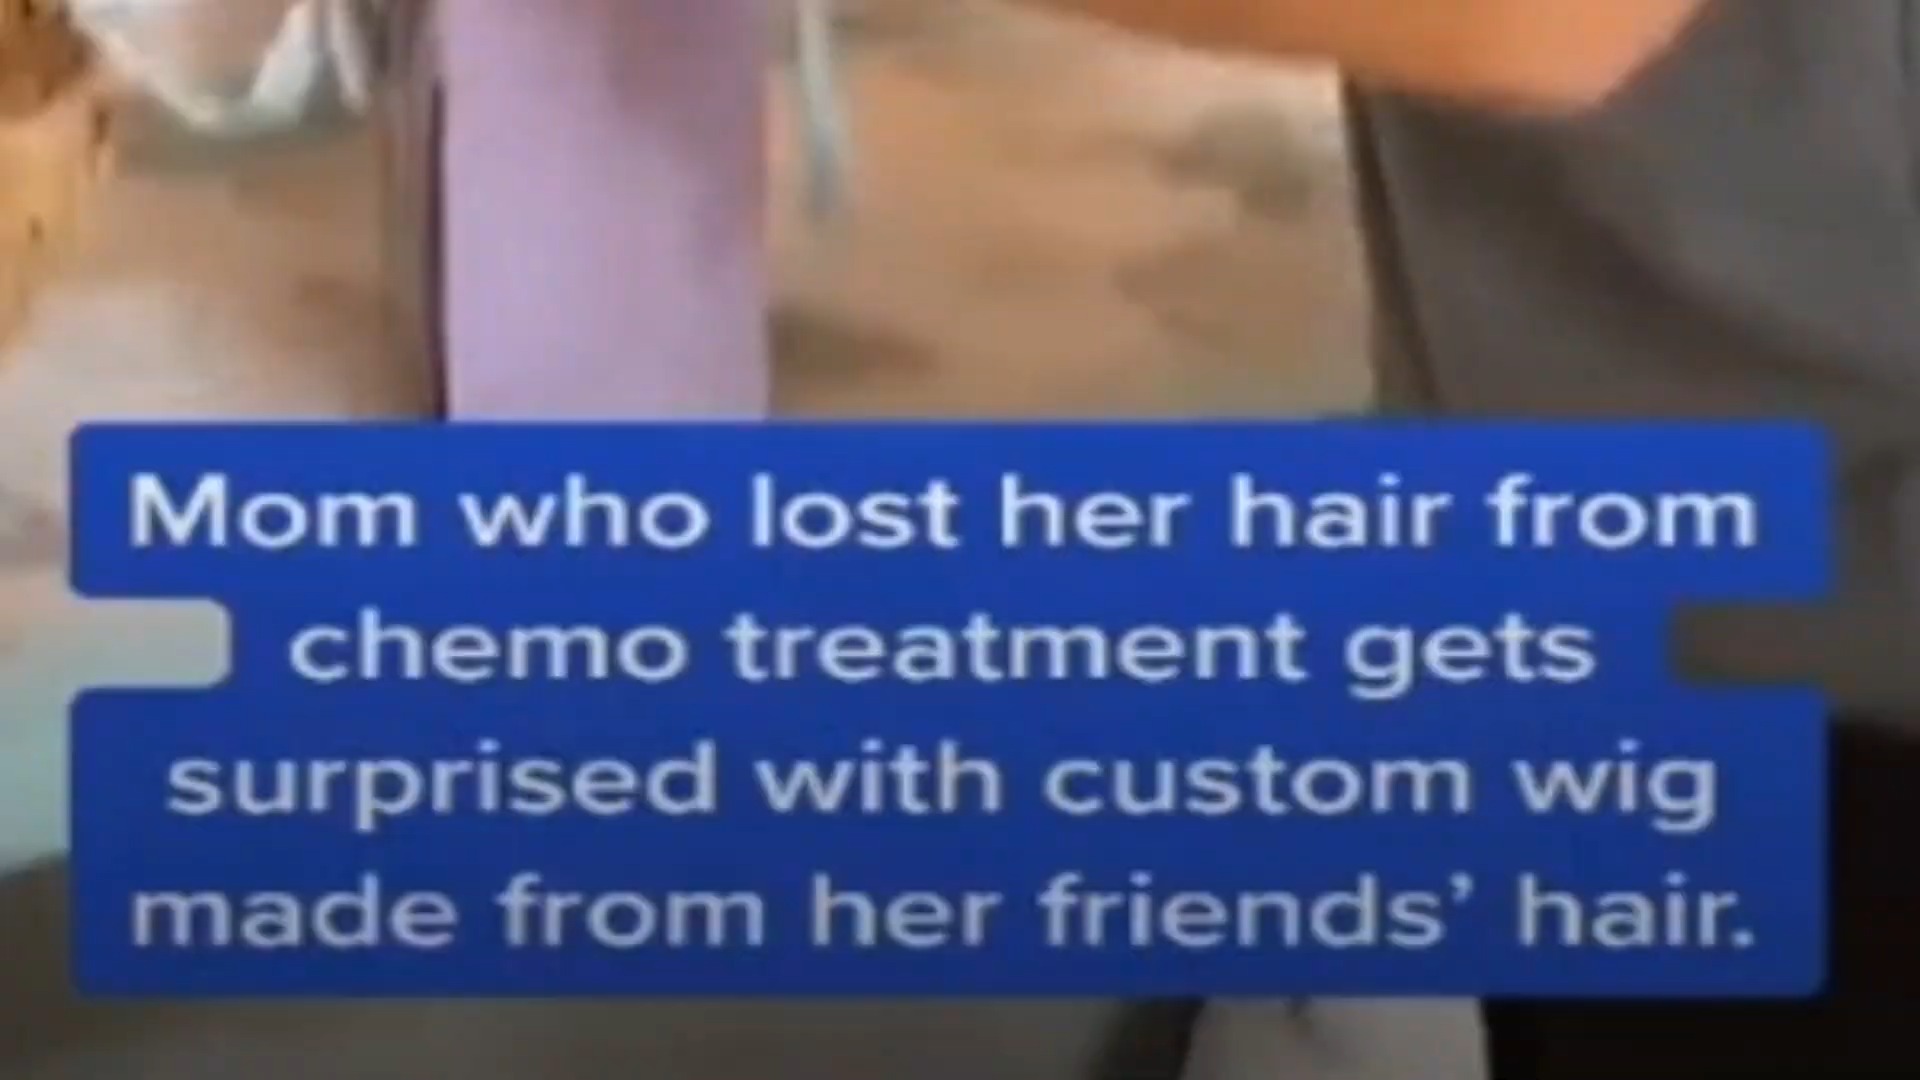 Mom who lost her hair from
chemo treatment gets
surprised with custom wig
made from her friends’ hair.